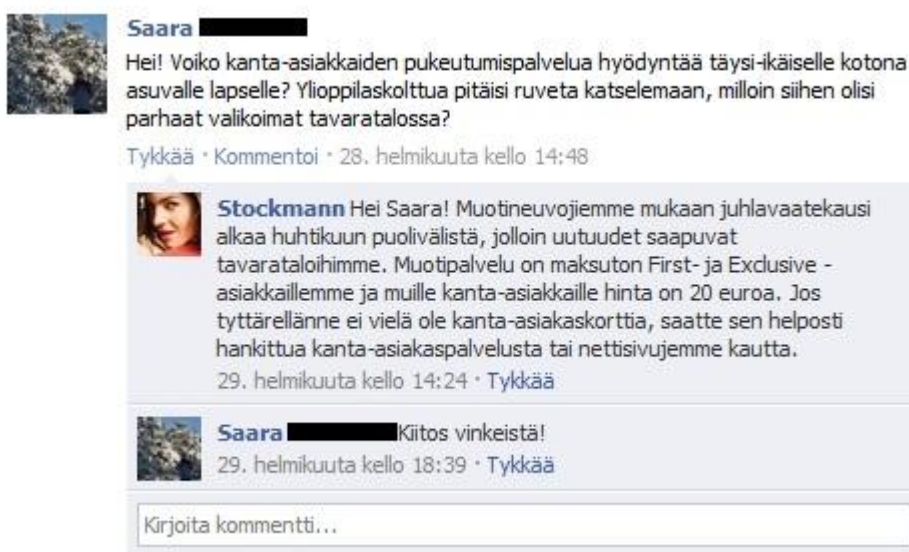 Saara
Hei! Voiko kanta-asiakkaiden pukeutumispalvelua hyödyntää täysi-ikäiselle kotona
asuvalle lapselle? Ylioppilaskolttua pitäisi ruveta katselemaan, milloin siihen olisi
parhaat valikoimat tavaratalossa?
Tykkää · Kommentoi · 28. helmikuuta kello 14:48
Stockmann Hei Saara! Muotineuvojiemme mukaan juhlavaatekausi
alkaa huhtikuun puolivälistä, jolloin uutuudet saapuvat
tavarataloihimme. Muotipalvelu on maksuton First- ja Exclusive -
asiakkaillemme ja muille kanta-asiakkaille hinta on 20 euroa. Jos
tyttärellänne ei vielä ole kanta-asiakaskorttia, saatte sen helposti
hankittua kanta-asiakaspalvelusta tai nettisivujemme kautta.
29. helmikuuta kello 14:24 · Tykkää
Saara Kiitos vinkeistä!
29. helmikuuta kello 18:39 · Tykkää
Kirjoita kommentti...